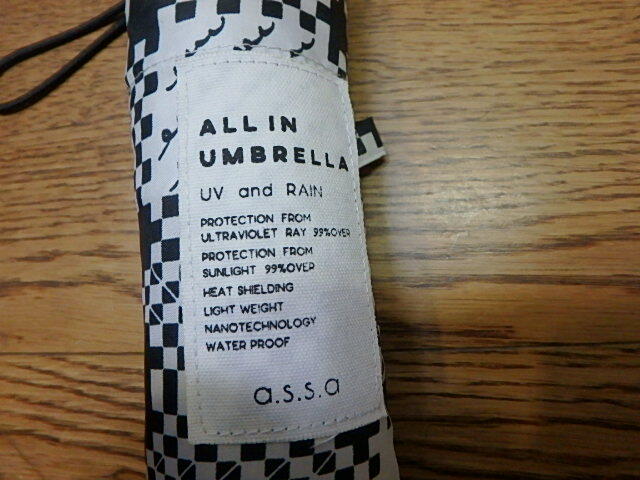 ALL IN
UMBRELLA
UV and RAIN
PROTECTION FROM
ULTRAVIOLET RAY 99%OVER
PROTECTION FROM
SUNLIGHT 99%OVER
HEAT SHIELDING
LIGHT WEIGHT
NANOTECHNOLOGY
WATER PROOF
a.s.s.a